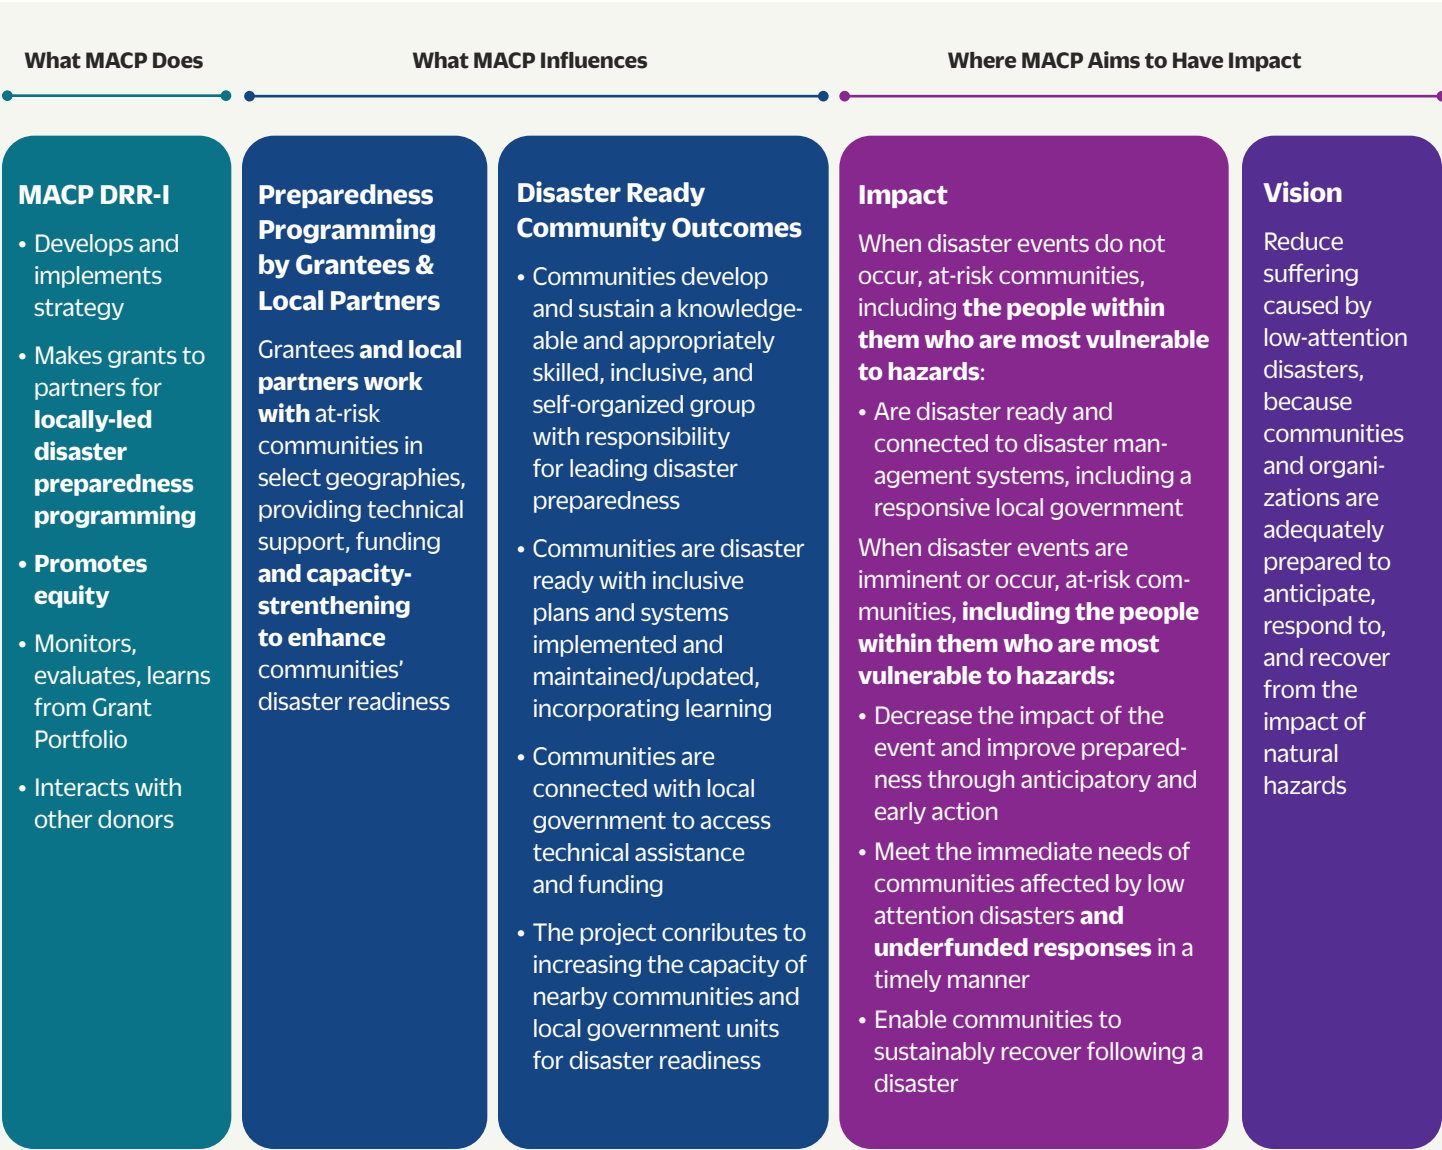 What MACP Does
What MACP Influences
Where MACP Aims to Have Impact
MACP DRR-I
• Develops and
implements
strategy
• Makes grants to
partners for
locally-led
disaster
preparedness
programming
• Promotes
equity
• Monitors,
evaluates, learns
from Grant
Portfolio
• Interacts with
other donors
Preparedness
Programming
by Grantees &
Local Partners
Grantees and local
partners work
with at-risk
communities in
select geographies,
providing technical
support, funding
and capacity-
strenthening
to enhance
communities’
disaster readiness
Disaster Ready
Community Outcomes
• Communities develop
and sustain a knowledge-
able and appropriately
skilled, inclusive, and
self-organized group
with responsibility
for leading disaster
preparedness
• Communities are disaster
ready with inclusive
plans and systems
implemented and
maintained/updated,
incorporating learning
• Communities are
connected with local
government to access
technical assistance
and funding
• The project conributes to
increasing the capacity of
nearby communities and
local government units
for disaster readiness
Impact
When disaster events do not
occur, at-risk communities,
including the people within
them who are most vulnerable
to hazards:
• Are disaster ready and
connected to disaster man-
agement systems, including a
responsive local government
When disaster events are
imminent or occur, at-risk com-
munities, including the people
within them who are most
vulnerable to hazards:
• Decrease the impact of the
event and improve prepared-
ness through anticipatory and
early action
• Meet the immediate needs of
communities affected by low
attention disasters and
underfunded responses in a
timely manner
• Enable communities to
sustainably recover following a
disaster
Vision
Reduce
suffering
caused by
low-attention
disasters,
because
communities
and organi-
zations are
adequately
prepared to
anticipate,
respond to,
and recover
from the
impact of
natural
hazards